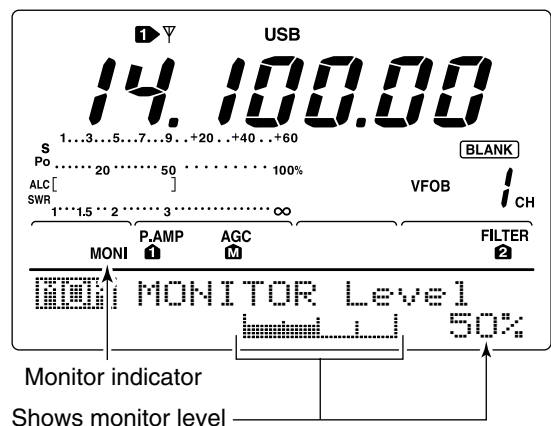 1 USB
14.100.00
S 1...3...5...7...9..+20..+40..+60
Po ......20......50..........100%
BLANK
ALC [ ]
VFOB 1 CH
SWR 1...1.5..2......3..................∞
MONI P.AMP 1 AGC M FILTER 2
MONITOR Level
50%
Monitor indicator
Shows monitor level